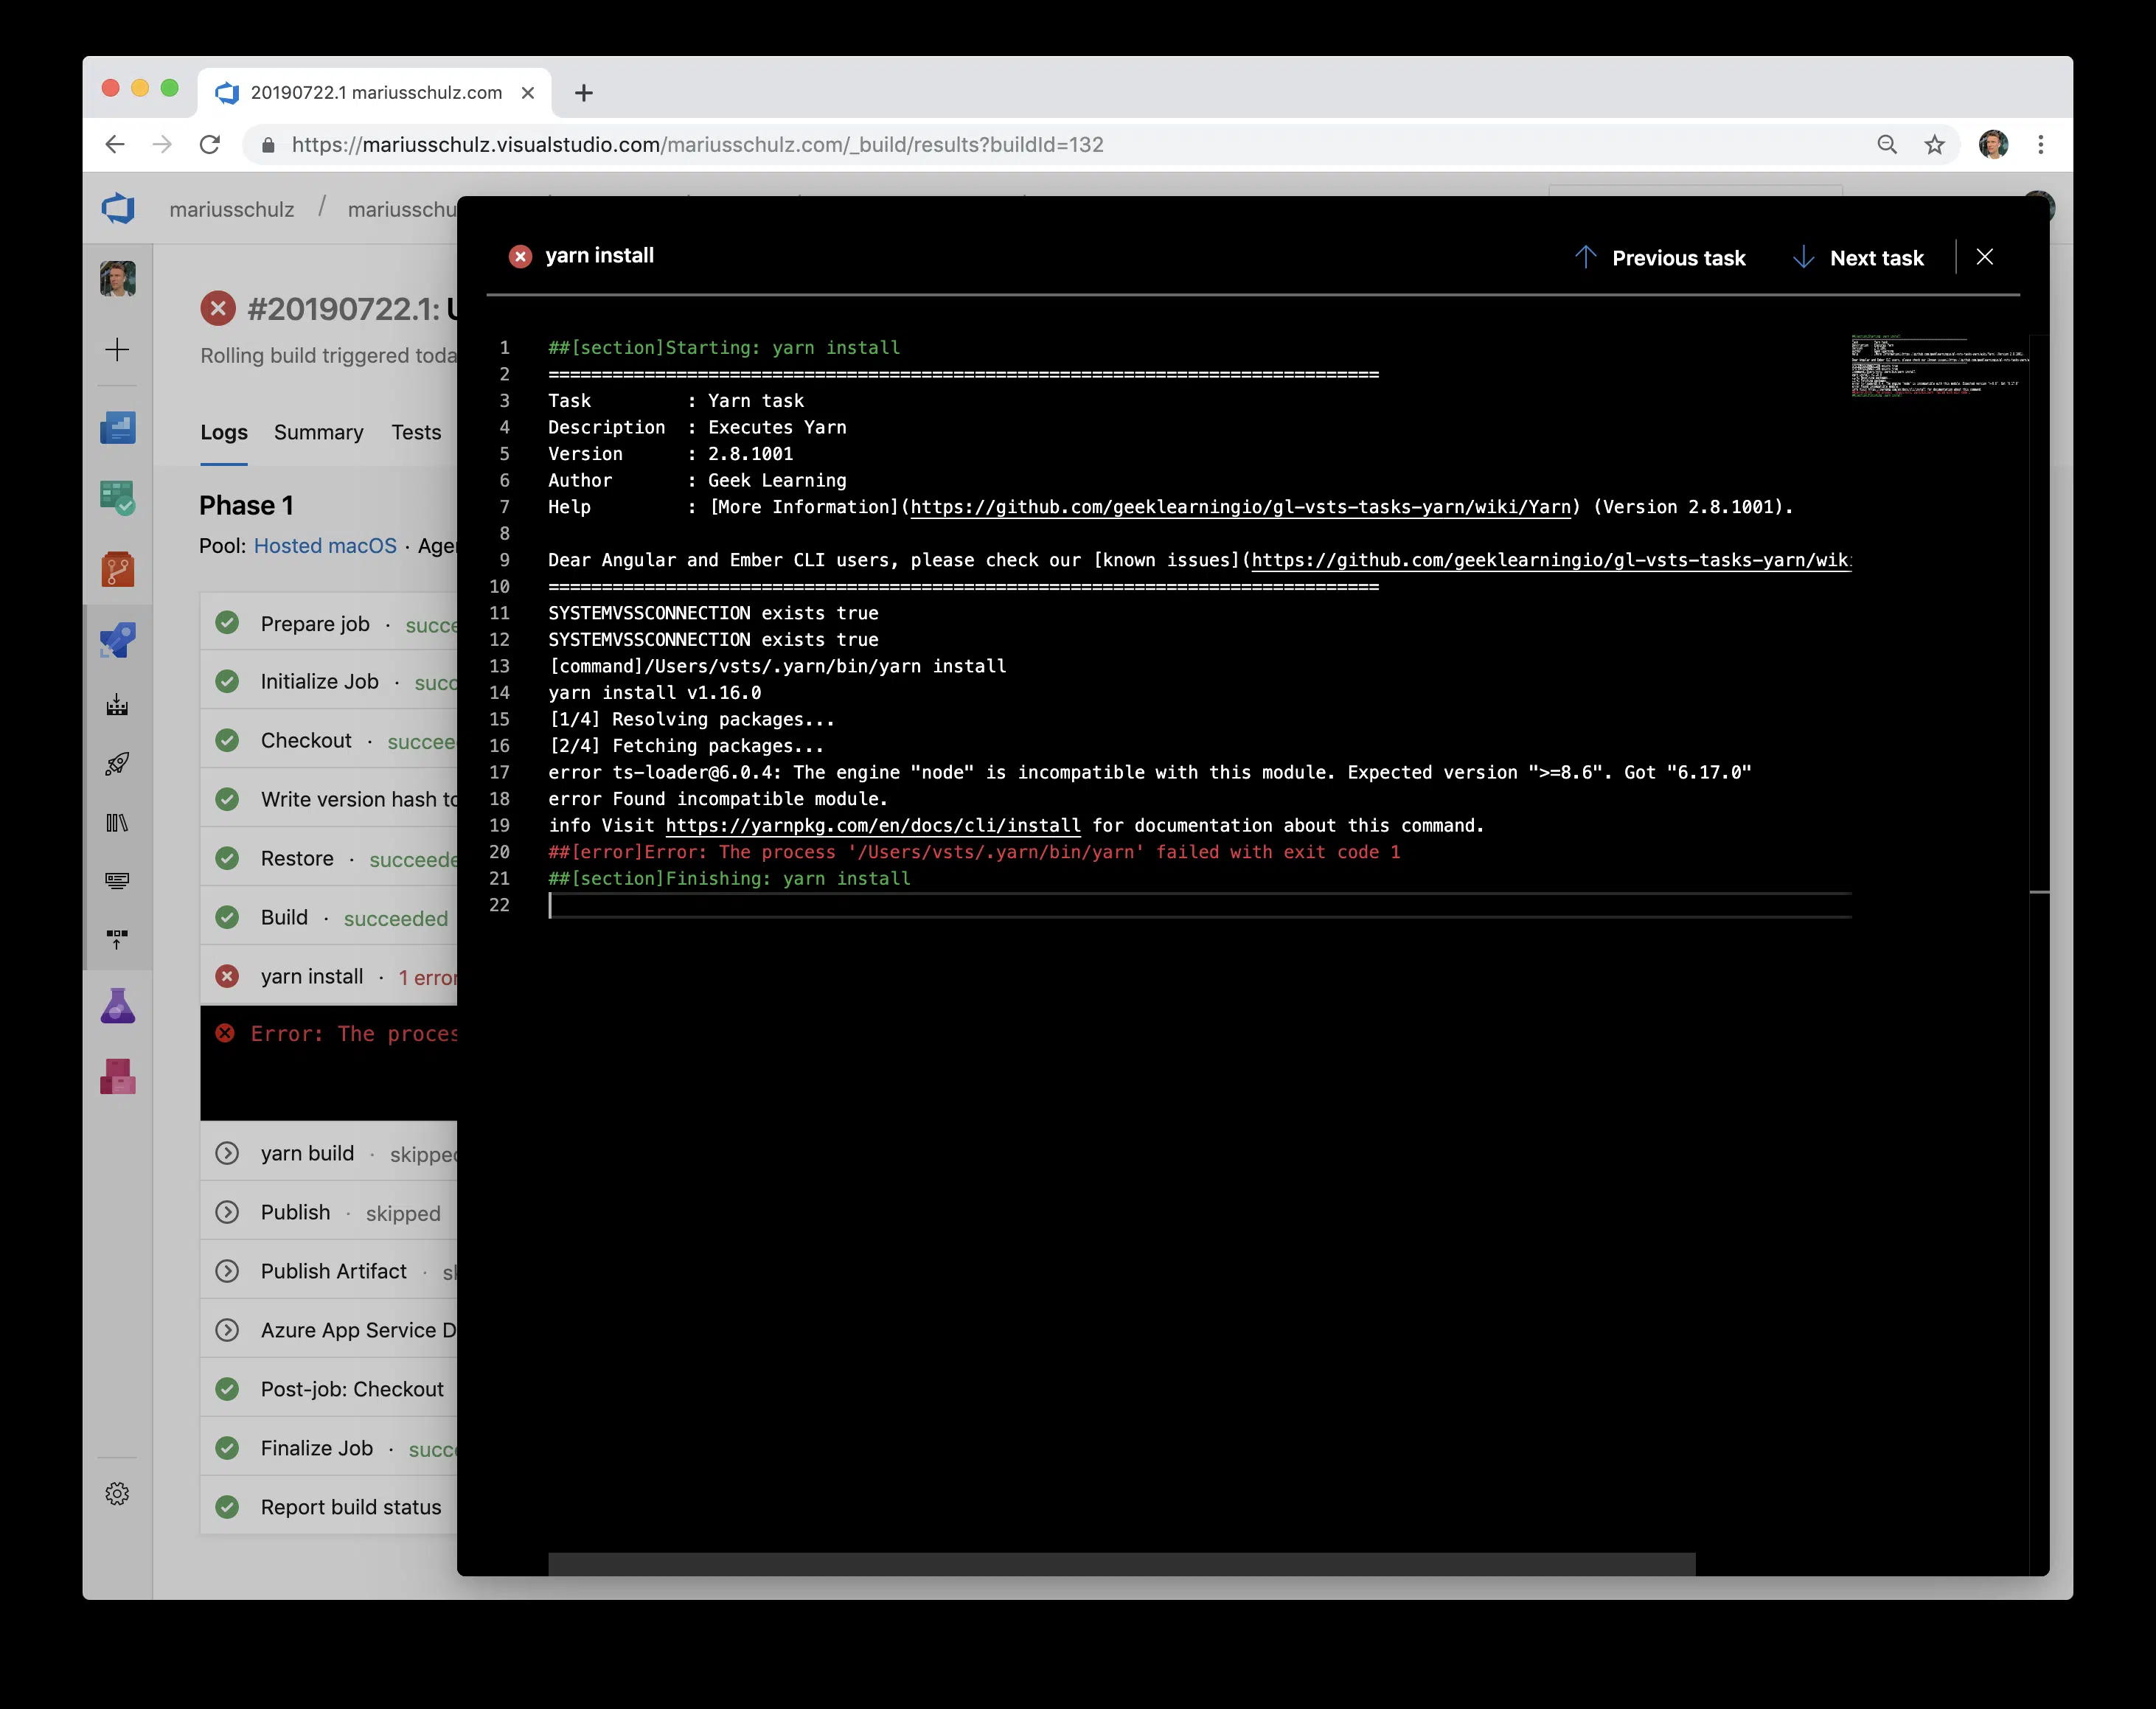 20190722.1 mariusschulz.com
https://mariusschulz.visualstudio.com/mariusschulz.com/_build/results?buildId=132
mariusschulz / mariusschu
#20190722.1: U
Rolling build triggered toda
Logs Summary Tests
Phase 1
Pool: Hosted macOS · Age
Prepare job · succe
Initialize Job · succ
Checkout · succee
Write version hash to
Restore · succeede
Build · succeeded
yarn install · 1 error
Error: The proces
yarn build · skipped
Publish · skipped
Publish Artifact · sk
Azure App Service D
Post-job: Checkout
Finalize Job · succe
Report build status
yarn install
Previous task
Next task
1 ##[section]Starting: yarn install
2 ==============================================================================
3 Task         : Yarn task
4 Description  : Executes Yarn
5 Version      : 2.8.1001
6 Author       : Geek Learning
7 Help         : [More Information](https://github.com/geeklearningio/gl-vsts-tasks-yarn/wiki/Yarn) (Version 2.8.1001).
8
9 Dear Angular and Ember CLI users, please check our [known issues](https://github.com/geeklearningio/gl-vsts-tasks-yarn/wiki
10 ==============================================================================
11 SYSTEMVSSCONNECTION exists true
12 SYSTEMVSSCONNECTION exists true
13 [command]/Users/vsts/.yarn/bin/yarn install
14 yarn install v1.16.0
15 [1/4] Resolving packages...
16 [2/4] Fetching packages...
17 error ts-loader@6.0.4: The engine "node" is incompatible with this module. Expected version ">=8.6". Got "6.17.0"
18 error Found incompatible module.
19 info Visit https://yarnpkg.com/en/docs/cli/install for documentation about this command.
20 ##[error]Error: The process '/Users/vsts/.yarn/bin/yarn' failed with exit code 1
21 ##[section]Finishing: yarn install
22